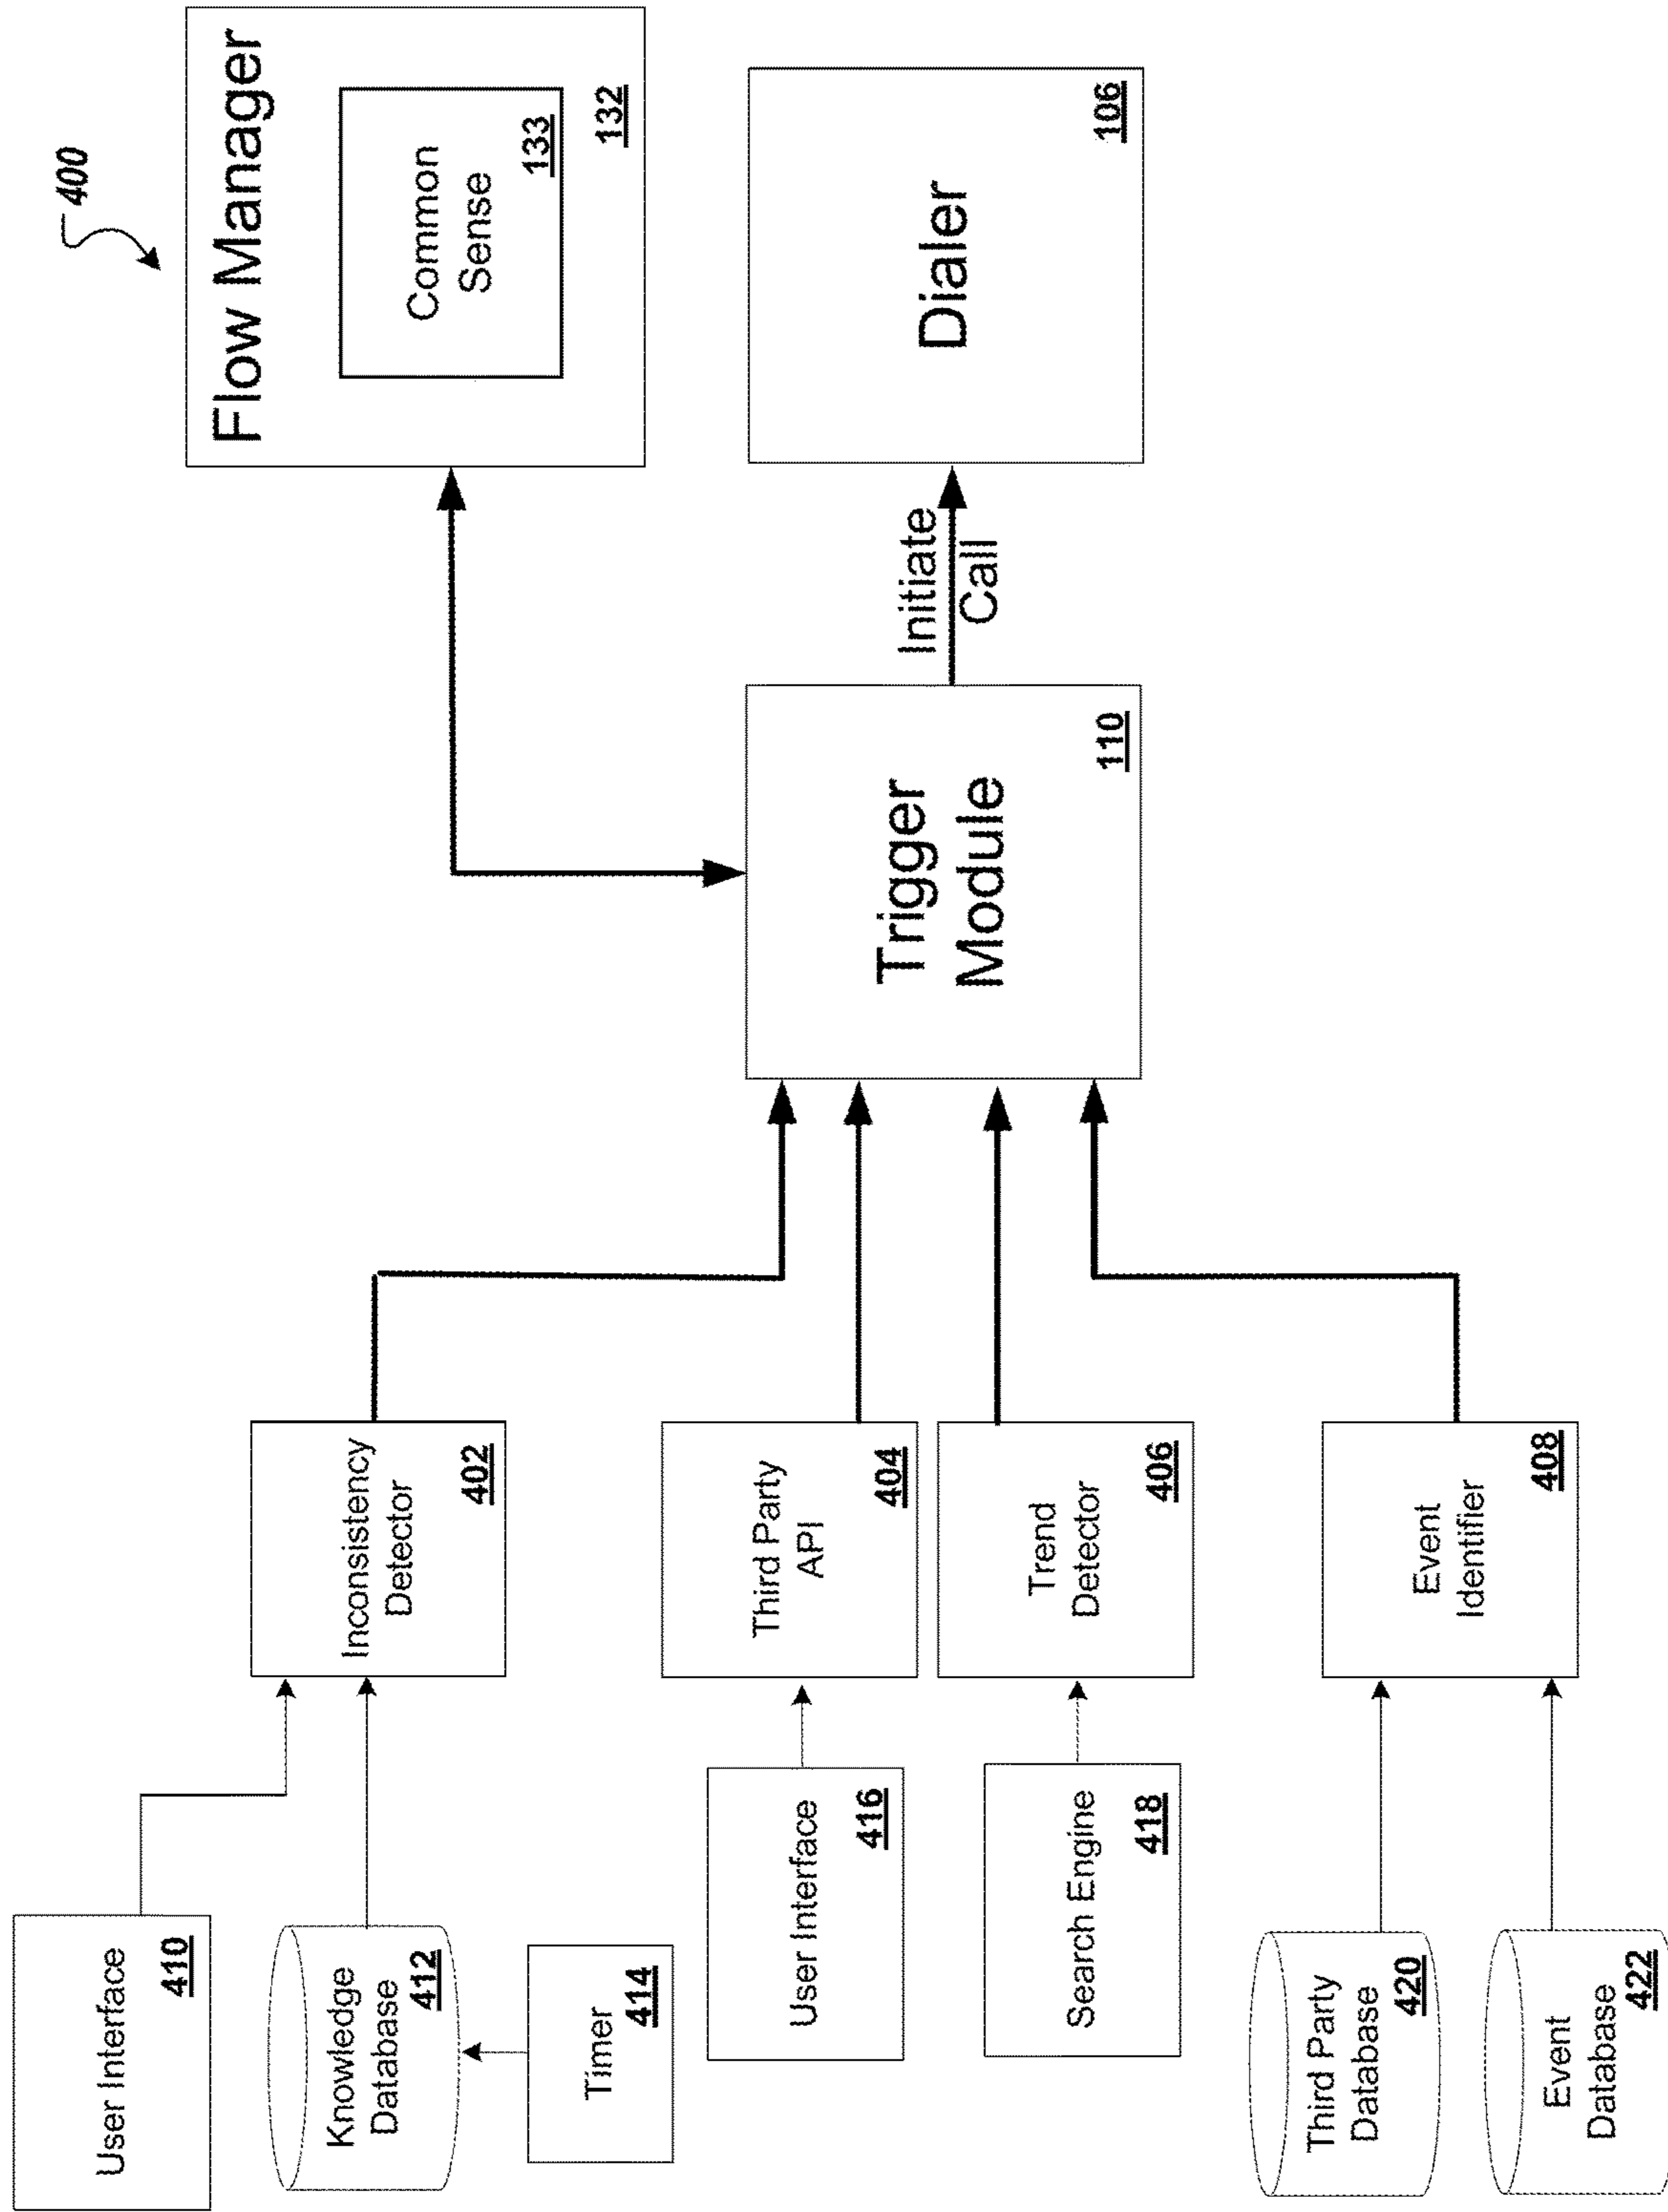 400
User Interface
410
Knowledge
Database
412
Timer
414
User Interface
416
Search Engine
418
Third Party
Database
420
Event
Database
422
Inconsistency
Detector
402
Third Party
API
404
Trend
Detector
406
Event
Identifier
408
Trigger
Module
110
Initiate
Call
Flow Manager
Common
Sense
133
132
Dialer
106